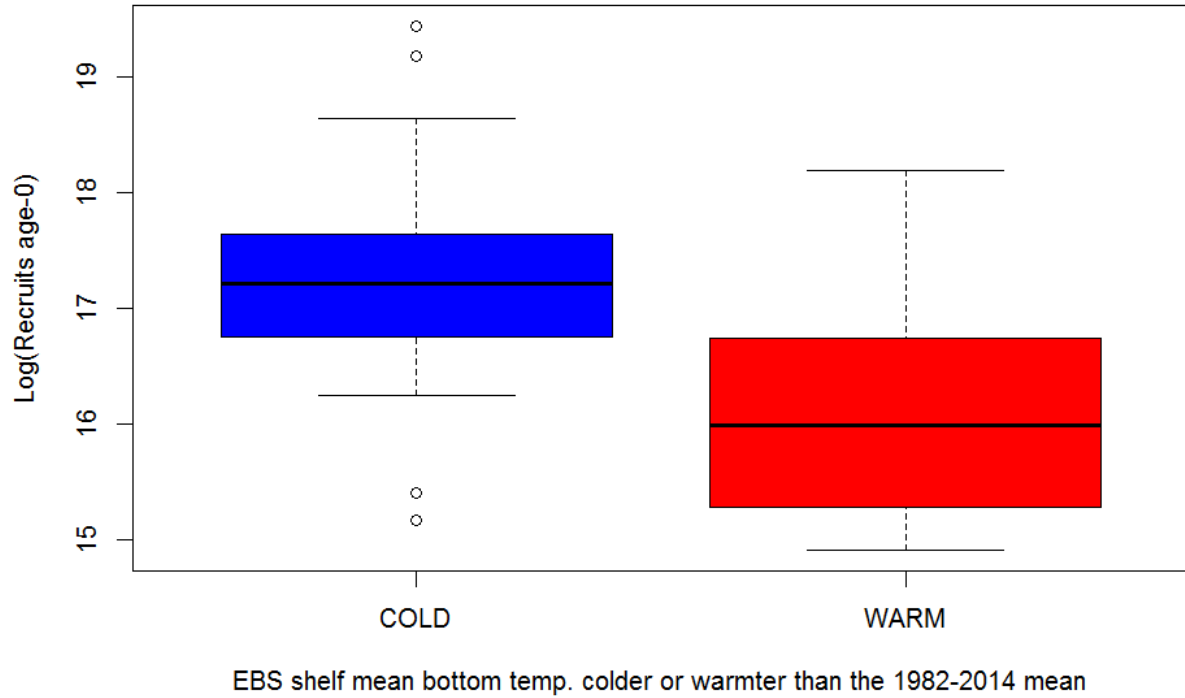 Log(Recruits age-0)
19
18
17
16
15
COLD WARM
EBS shelf mean bottom temp. colder or warmter than the 1982-2014 mean